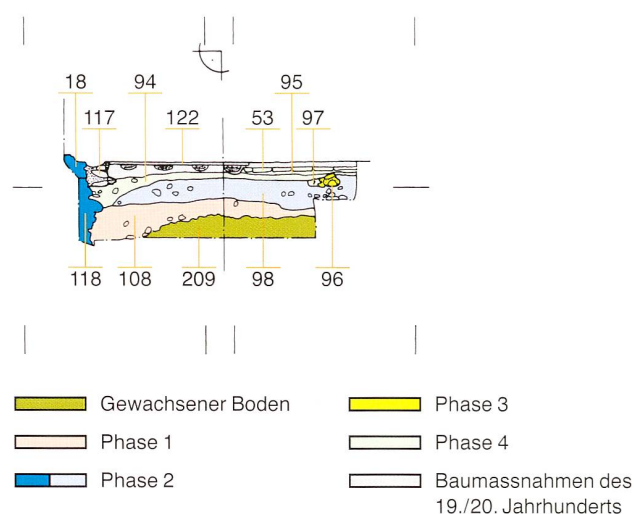 18 94 95
117 122 53 97
118 108 209 98 96
Gewachsener Boden
Phase 1
Phase 2
Phase 3
Phase 4
Baumassnahmen des
19./20. Jahrhunderts